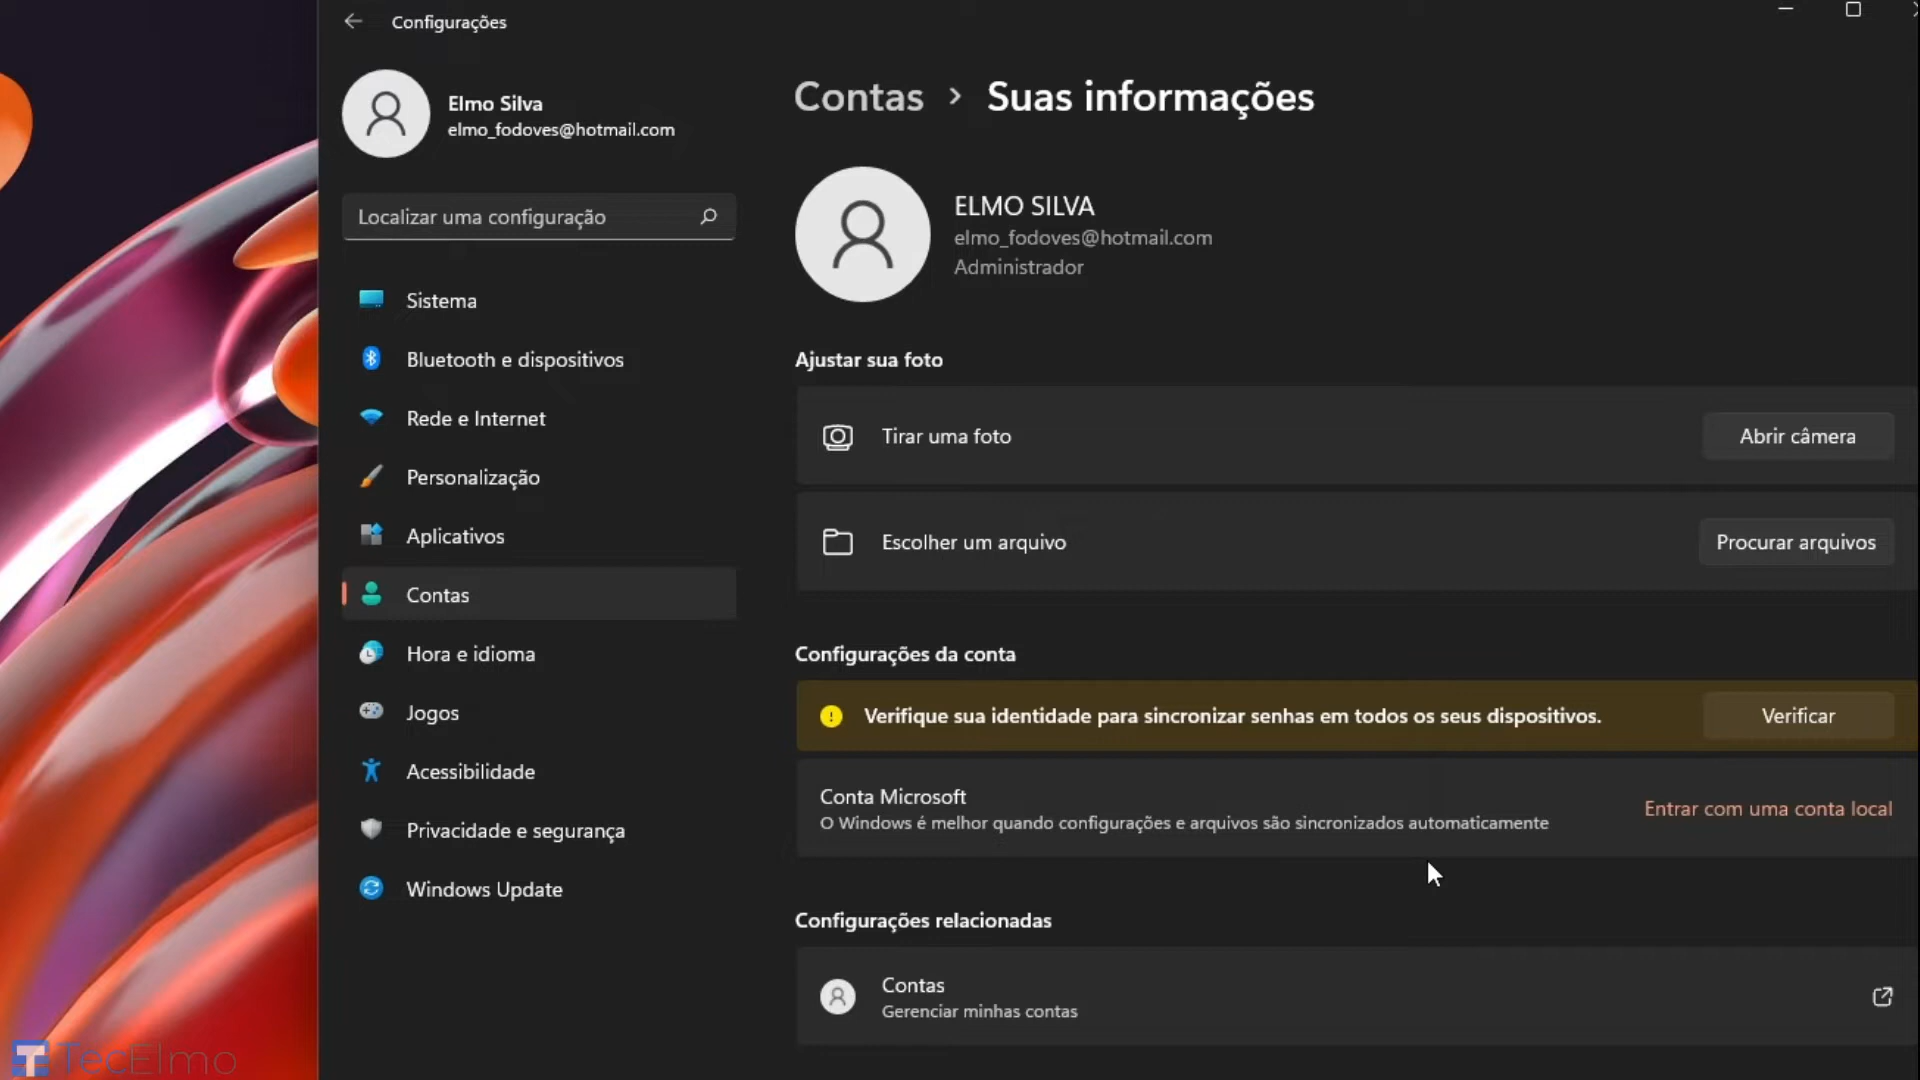 Configurações
Elmo Silva
elmo_fodoves@hotmail.com
Localizar uma configuração
Sistema
Bluetooth e dispositivos
Rede e Internet
Personalização
Aplicativos
Contas
Hora e idioma
Jogos
Acessibilidade
Privacidade e segurança
Windows Update
Contas > Suas informações
ELMO SILVA
elmo_fodoves@hotmail.com
Administrador
Ajustar sua foto
Tirar uma foto
Abrir câmera
Escolher um arquivo
Procurar arquivos
Configurações da conta
Verifique sua identidade para sincronizar senhas em todos os seus dispositivos.
Verificar
Conta Microsoft
O Windows é melhor quando configurações e arquivos são sincronizados automaticamente
Entrar com uma conta local
Configurações relacionadas
Contas
Gerenciar minhas contas
TecElmo